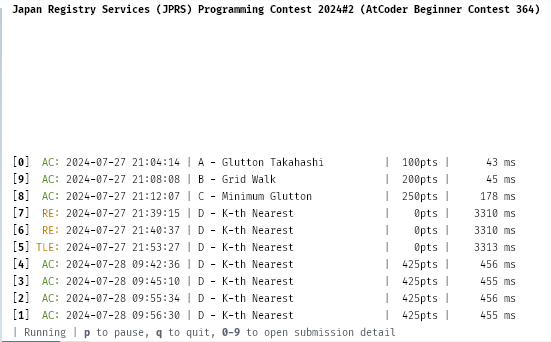 Japan Registry Services (JPRS) Programming Contest 2024#2 (AtCoder Beginner Contest 364)
[0] AC: 2024-07-27 21:04:14 | A - Glutton Takahashi | 100pts | 43 ms
[9] AC: 2024-07-27 21:08:08 | B - Grid Walk | 200pts | 45 ms
[8] AC: 2024-07-27 21:12:07 | C - Minimum Glutton | 250pts | 178 ms
[7] RE: 2024-07-27 21:39:15 | D - K-th Nearest | 0pts | 3310 ms
[6] RE: 2024-07-27 21:40:37 | D - K-th Nearest | 0pts | 3310 ms
[5] TLE: 2024-07-27 21:53:27 | D - K-th Nearest | 0pts | 3313 ms
[4] AC: 2024-07-28 09:42:36 | D - K-th Nearest | 425pts | 456 ms
[3] AC: 2024-07-28 09:45:10 | D - K-th Nearest | 425pts | 455 ms
[2] AC: 2024-07-28 09:55:34 | D - K-th Nearest | 425pts | 456 ms
[1] AC: 2024-07-28 09:56:30 | D - K-th Nearest | 425pts | 455 ms
| Running | p to pause, q to quit, 0-9 to open submission detail